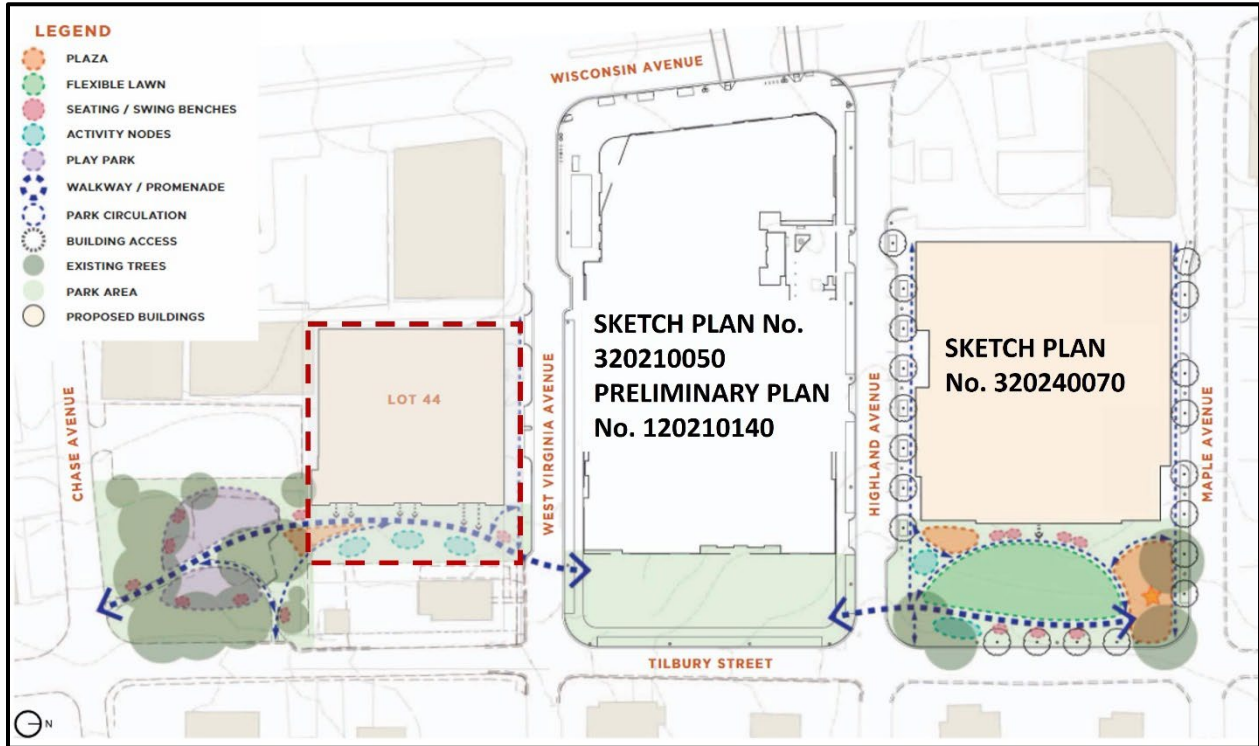 LEGEND
PLAZA
FLEXIBLE LAWN
SEATING / SWING BENCHES
ACTIVITY NODES
PLAY PARK
WALKWAY / PROMENADE
PARK CIRCULATION
BUILDING ACCESS
EXISTING TREES
PARK AREA
PROPOSED BUILDINGS
WISCONSIN AVENUE
CHASE AVENUE
LOT 44
WEST VIRGINIA AVENUE
SKETCH PLAN No.
320210050
PRELIMINARY PLAN
No. 120210140
HIGHLAND AVENUE
SKETCH PLAN
No. 320240070
MAPLE AVENUE
TILBURY STREET
N